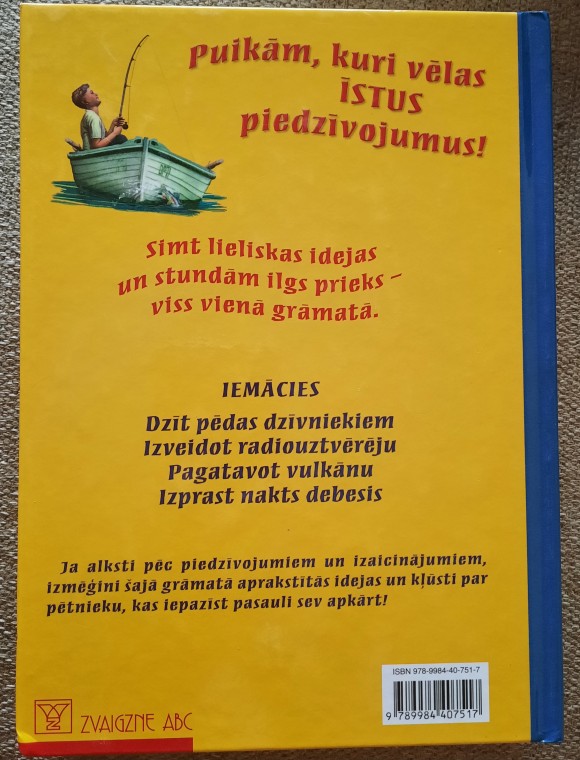 Puikām, kuri vēlas
ĪSTUS
piedzīvojumus!
Simt lieliskas idejas
un stundām ilgs prieks –
viss vienā grāmatā.
IEMĀCIES
Dzīt pēdas dzīvniekiem
Izveidot radiouztvērēju
Pagatavot vulkānu
Izprast nakts debesis
Ja alksti pēc piedzīvojumiem un izaicinājumiem,
izmēģini šajā grāmatā aprakstītās idejas un kļūsti par
pētnieku, kas iepazīst pasauli sev apkārt!
ISBN 978-9984-40-751-7
9 789984 407517
ZVAIGZNE ABC